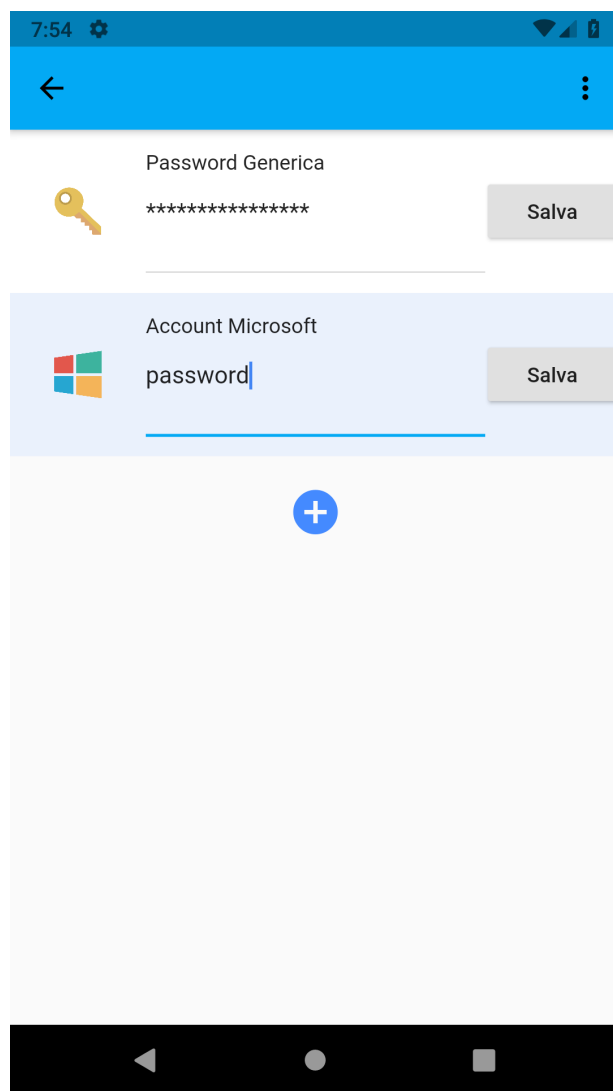 7:54
Password Generica
****************
Salva
Account Microsoft
password
Salva